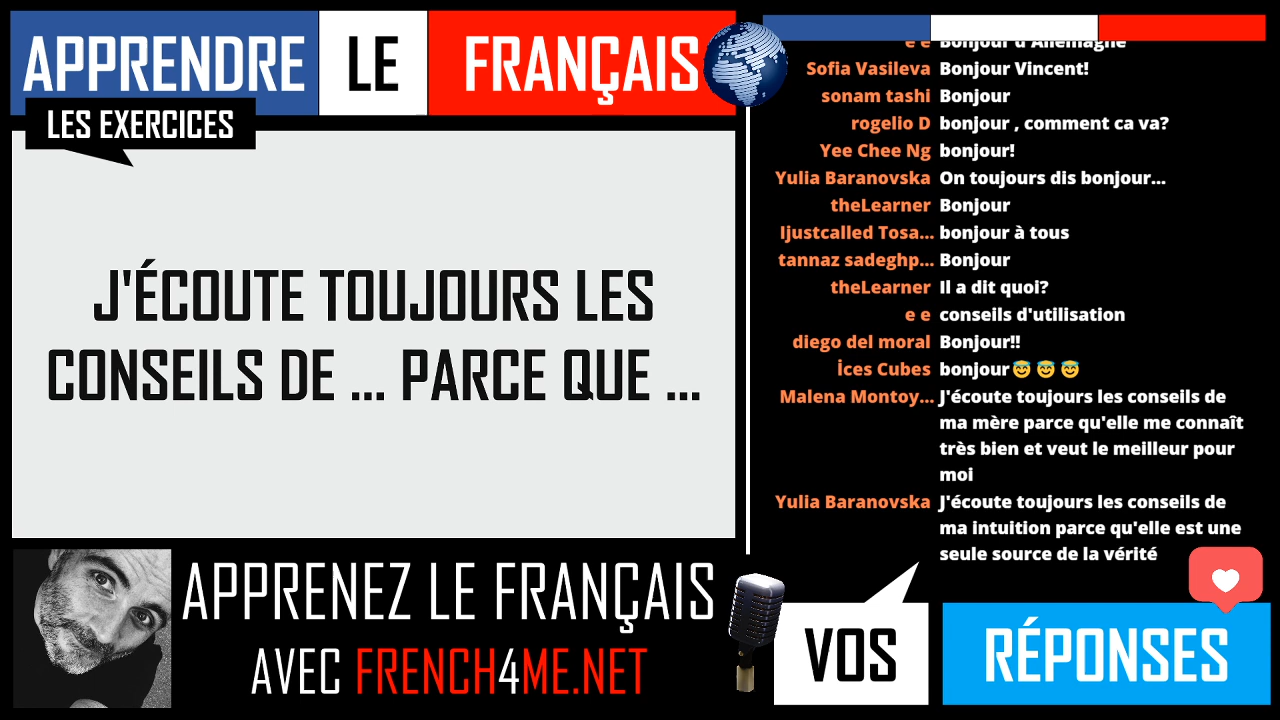 APPRENDRE LE FRANÇAIS
LES EXERCICES
J'ÉCOUTE TOUJOURS LES
CONSEILS DE ... PARCE QUE ...
APPRENEZ LE FRANÇAIS
AVEC FRENCH4ME.NET
e e Bonjour d'Allemagne
Sofia Vasileva Bonjour Vincent!
sonam tashi Bonjour
rogelio D bonjour , comment ca va?
Yee Chee Ng bonjour!
Yulia Baranovska On toujours dis bonjour...
theLearner Bonjour
Ijustcalled Tosa... bonjour à tous
tannaz sadeghp... Bonjour
theLearner Il a dit quoi?
e e conseils d'utilisation
diego del moral Bonjour!!
İces Cubes bonjour😇 😇 😇
Malena Montoy... J'écoute toujours les conseils de
ma mère parce qu'elle me connaît
très bien et veut le meilleur pour
moi
Yulia Baranovska J'écoute toujours les conseils de
ma intuition parce qu'elle est une
seule source de la vérité
VOS RÉPONSES